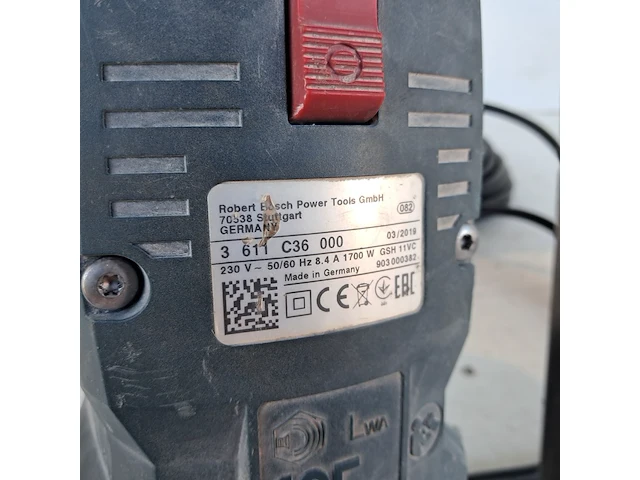 Robert Bosch Power Tools GmbH
70538 Stuttgart
GERMANY
082
3 611 C36 000 03/2019
230 V ~ 50/60 Hz 8.4 A 1700 W GSH 11VC
Made in Germany 903000382
CE EAC
LWA